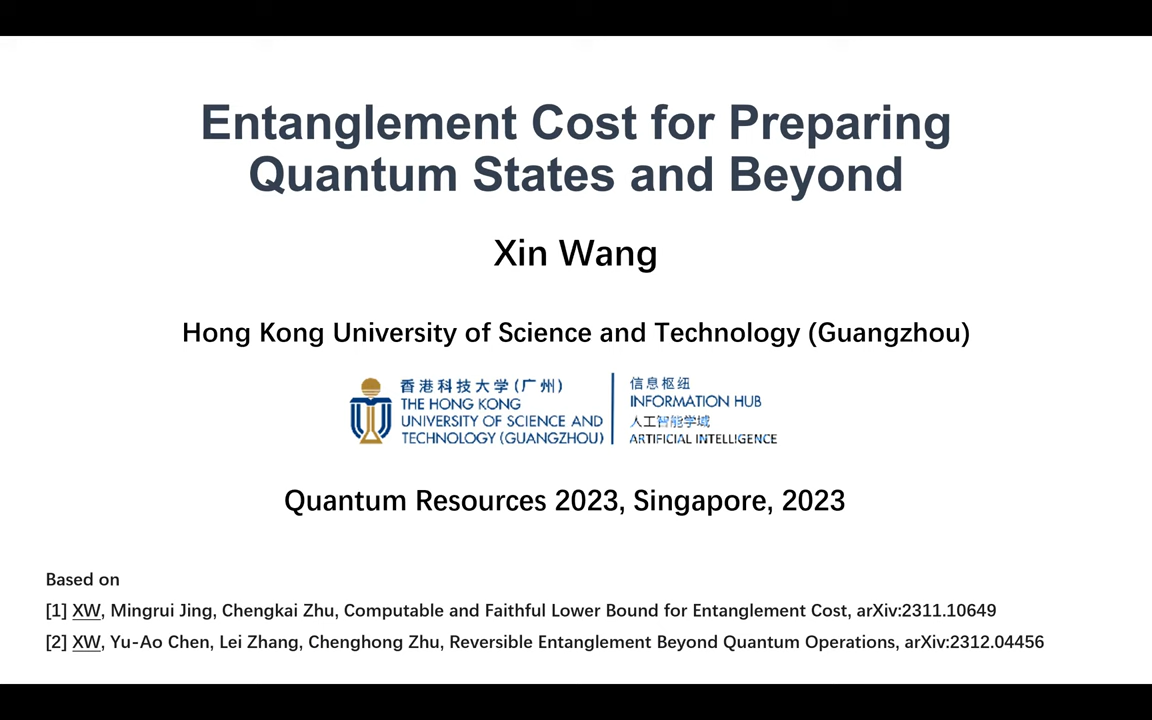 Entanglement Cost for Preparing
Quantum States and Beyond
Xin Wang
Hong Kong University of Science and Technology (Guangzhou)
香港科技大学(广州)
THE HONG KONG
UNIVERSITY OF SCIENCE AND
TECHNOLOGY (GUANGZHOU)
信息枢纽
INFORMATION HUB
人工智能学域
ARTIFICIAL INTELLIGENCE
Quantum Resources 2023, Singapore, 2023
Based on
[1] XW, Mingrui Jing, Chengkai Zhu, Computable and Faithful Lower Bound for Entanglement Cost, arXiv:2311.10649
[2] XW, Yu-Ao Chen, Lei Zhang, Chenghong Zhu, Reversible Entanglement Beyond Quantum Operations, arXiv:2312.04456